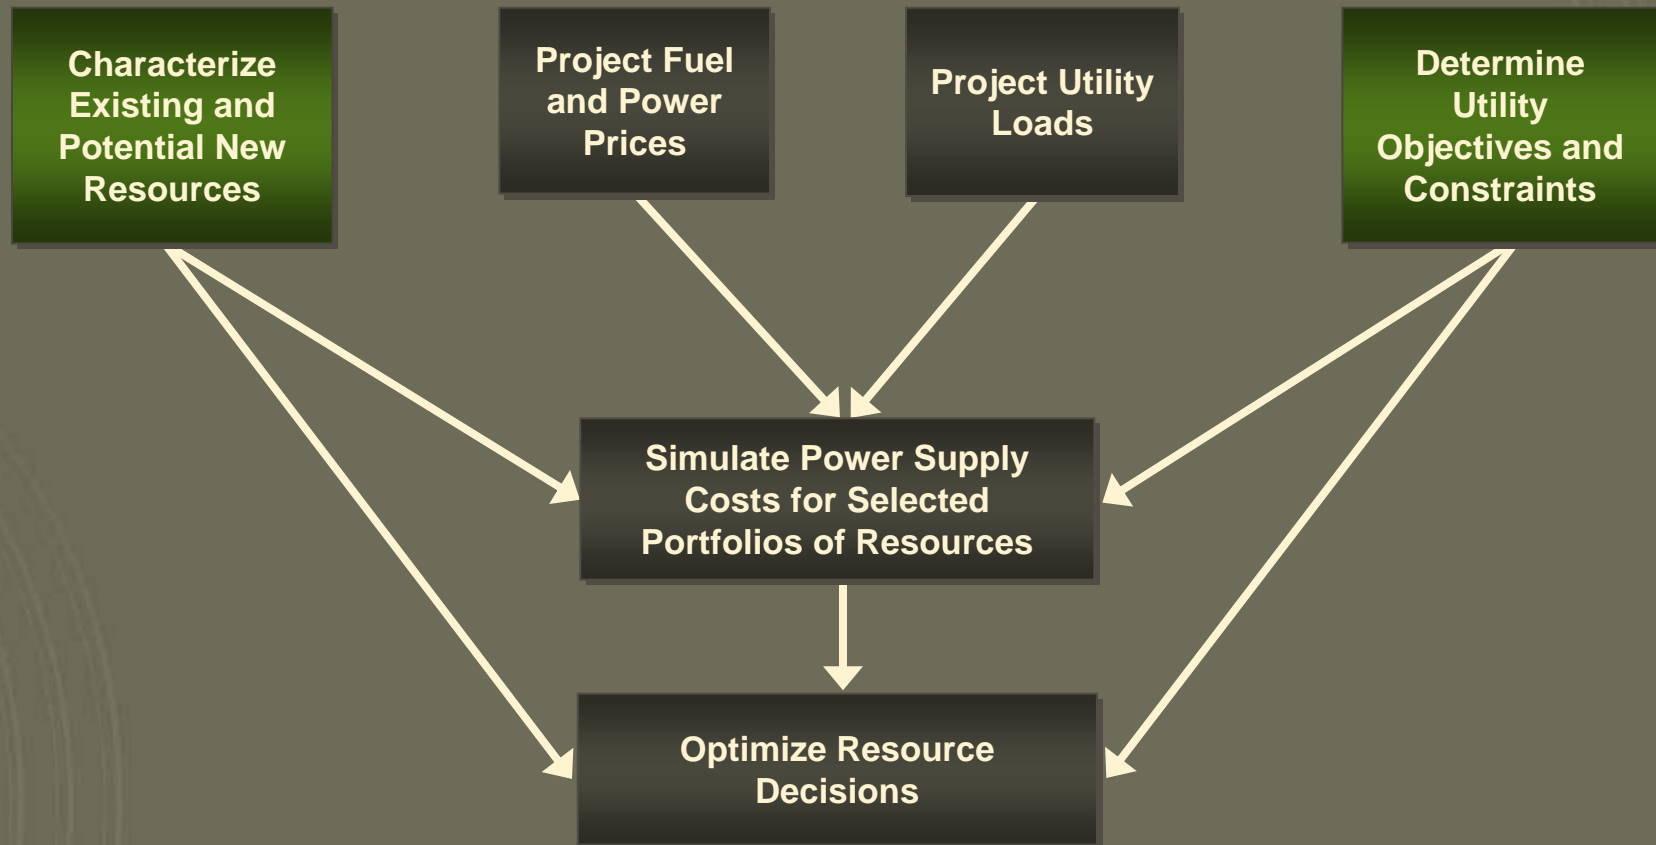 Characterize
Existing and
Potential New
Resources
Project Fuel
and Power
Prices
Project Utility
Loads
Determine
Utility
Objectives and
Constraints
Simulate Power Supply
Costs for Selected
Portfolios of Resources
Optimize Resource
Decisions